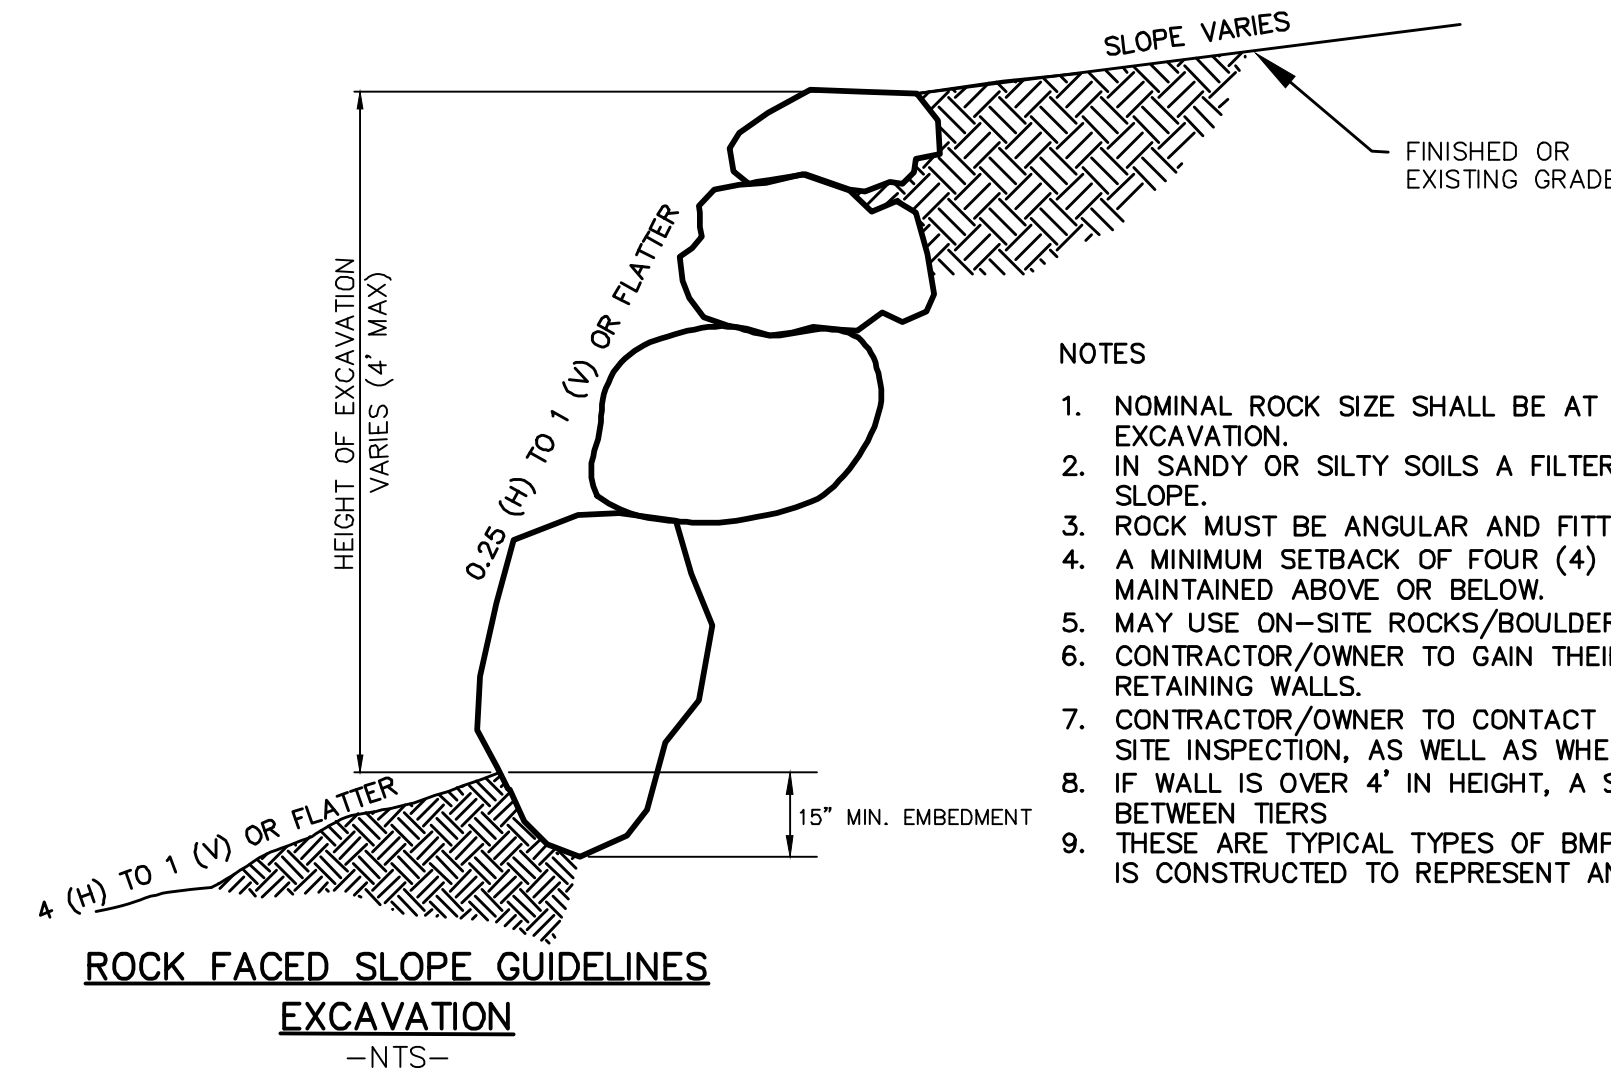 SLOPE VARIES
FINISHED OR
EXISTING GRADE
HEIGHT OF EXCAVATION
VARIES (4' MAX)
0.25 (H) TO 1 (V) OR FLATTER
4 (H) TO 1 (V) OR FLATTER
15" MIN. EMBEDMENT
NOTES
1. NOMINAL ROCK SIZE SHALL BE AT
EXCAVATION.
2. IN SANDY OR SILTY SOILS A FILTER
SLOPE.
3. ROCK MUST BE ANGULAR AND FITT
4. A MINIMUM SETBACK OF FOUR (4)
MAINTAINED ABOVE OR BELOW.
5. MAY USE ON-SITE ROCKS/BOULDER
6. CONTRACTOR/OWNER TO GAIN THEIR
RETAINING WALLS.
7. CONTRACTOR/OWNER TO CONTACT
SITE INSPECTION, AS WELL AS WHE
8. IF WALL IS OVER 4' IN HEIGHT, A S
BETWEEN TIERS
9. THESE ARE TYPICAL TYPES OF BMP
IS CONSTRUCTED TO REPRESENT AN
ROCK FACED SLOPE GUIDELINES
EXCAVATION
-NTS-